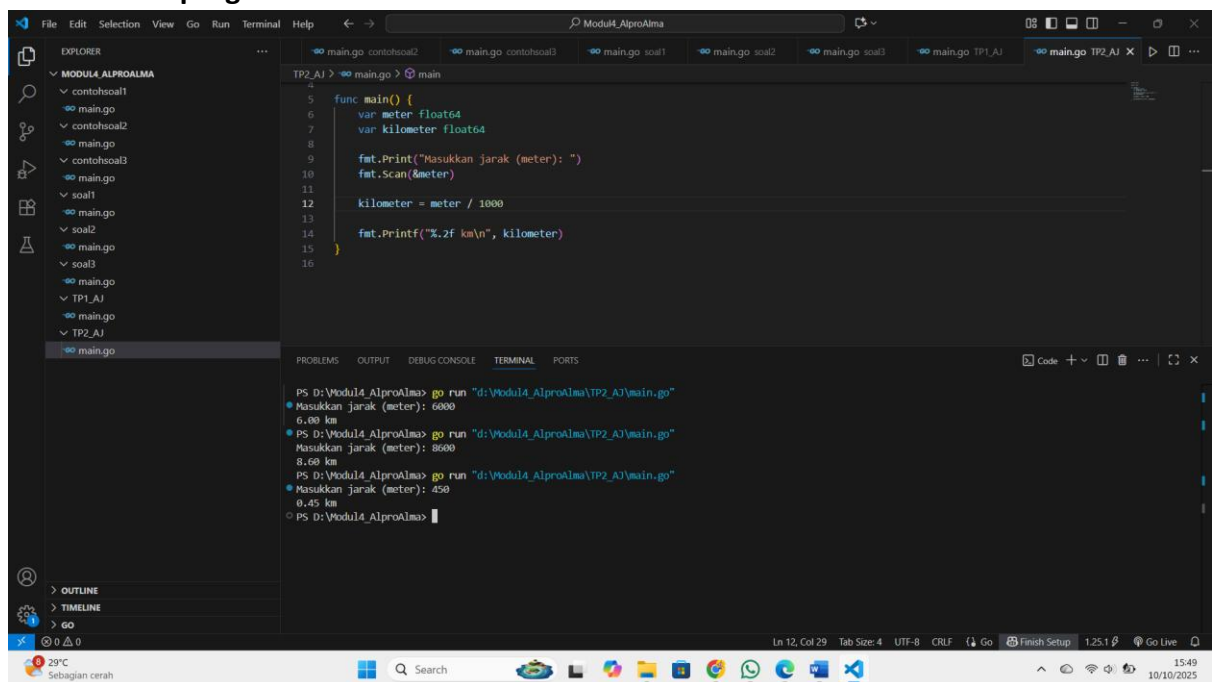 File Edit Selection View Go Run Terminal Help
Modul4_AlproAlma
EXPLORER
MODUL4_ALPROALMA
contohsoal1
main.go
contohsoal2
main.go
contohsoal3
main.go
soal1
main.go
soal2
main.go
soal3
main.go
TP1_AJ
main.go
TP2_AJ
main.go
OUTLINE
TIMELINE
GO
main.go contohsoal2 main.go contohsoal3 main.go soal1 main.go soal2 main.go soal3 main.go TP1_AJ main.go TP2_AJ
TP2_AJ > main.go > main
4
5 func main() {
6 var meter float64
7 var kilometer float64
8
9 fmt.Print("Masukkan jarak (meter): ")
10 fmt.Scan(&meter)
11
12 kilometer = meter / 1000
13
14 fmt.Printf("%.2f km\n", kilometer)
15 }
16
PROBLEMS OUTPUT DEBUG CONSOLE TERMINAL PORTS
Code
PS D:\Modul4_AlproAlma> go run "d:\Modul4_AlproAlma\TP2_AJ\main.go"
Masukkan jarak (meter): 6000
6.00 km
PS D:\Modul4_AlproAlma> go run "d:\Modul4_AlproAlma\TP2_AJ\main.go"
Masukkan jarak (meter): 8600
8.60 km
PS D:\Modul4_AlproAlma> go run "d:\Modul4_AlproAlma\TP2_AJ\main.go"
Masukkan jarak (meter): 450
0.45 km
PS D:\Modul4_AlproAlma>
0 0 Ln 12, Col 29 Tab Size: 4 UTF-8 CRLF Go Finish Setup 1.25.1 Go Live
8 29°C
Sebagian cerah
Search
15:49
10/10/2025